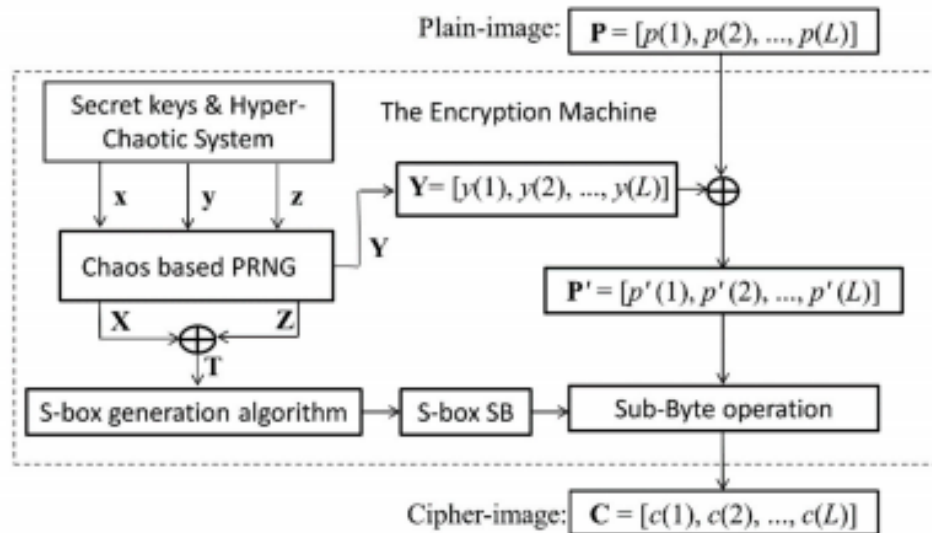 Plain-image: P = [p(1), p(2), ..., p(L)]
Secret keys & Hyper-
Chaotic System
The Encryption Machine
x y z
Y= [y(1), y(2), ..., y(L)]
Chaos based PRNG
Y
P' = [p'(1), p'(2), ..., p'(L)]
X Z
T
S-box generation algorithm
S-box SB
Sub-Byte operation
Cipher-image: C = [c(1), c(2), ..., c(L)]